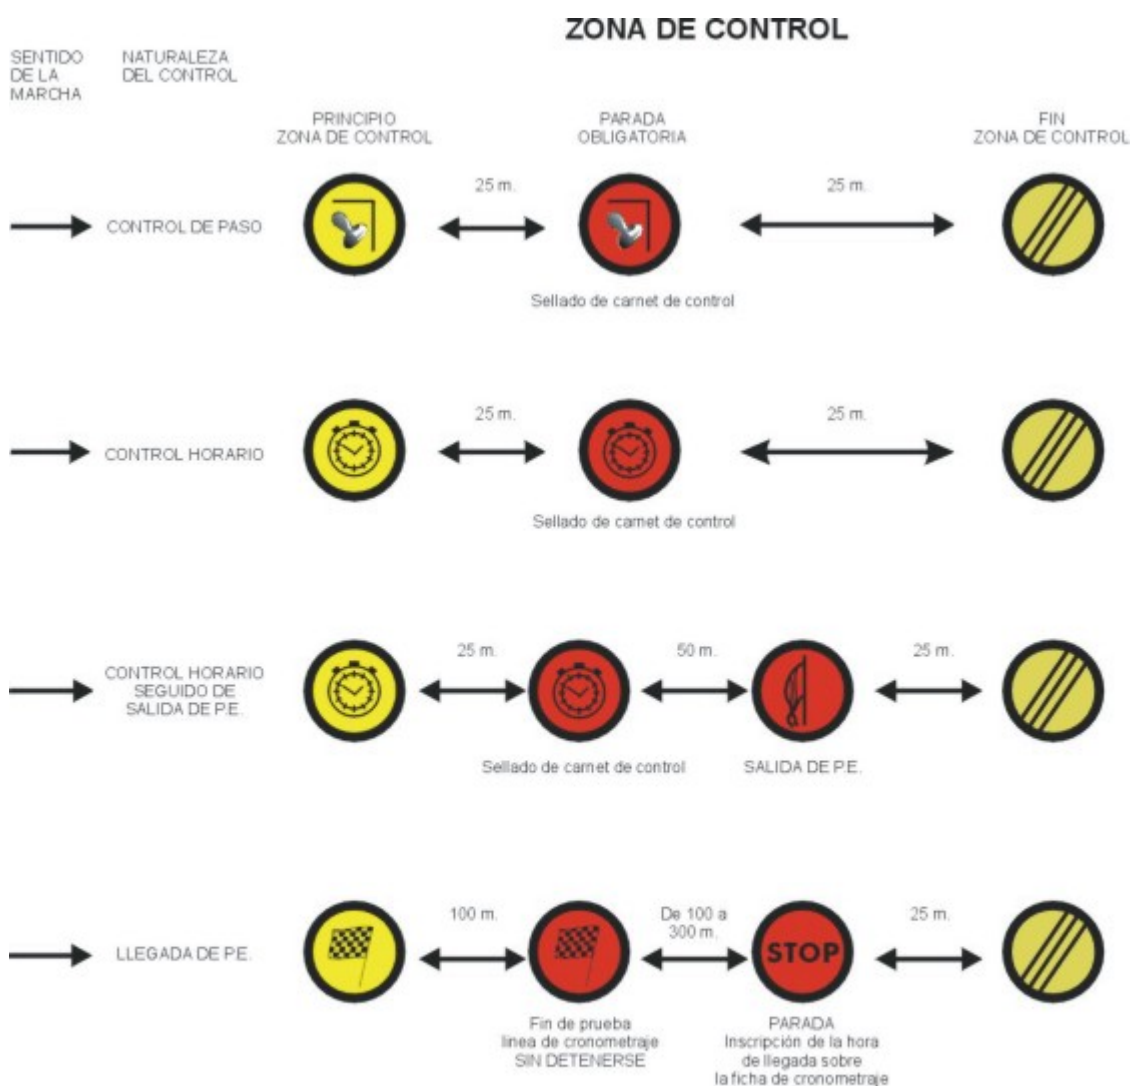 ZONA DE CONTROL
SENTIDO
DE LA
MARCHA
NATURALEZA
DEL CONTROL
PRINCIPIO
ZONA DE CONTROL
PARADA
OBLIGATORIA
FIN
ZONA DE CONTROL
CONTROL DE PASO
25 m.
25 m.
Sellado de carnet de control
CONTROL HORARIO
25 m.
25 m.
Sellado de carnet de control
CONTROL HORARIO
SEGUIDO DE
SALIDA DE P.E.
25 m.
50 m.
25 m.
Sellado de carnet de control
SALIDA DE P.E.
LLEGADA DE P.E.
100 m.
De 100 a
300 m.
25 m.
STOP
Fin de prueba
linea de cronometraje
SIN DETENERSE
PARADA
Inscripción de la hora
de llegada sobre
la ficha de cronometraje